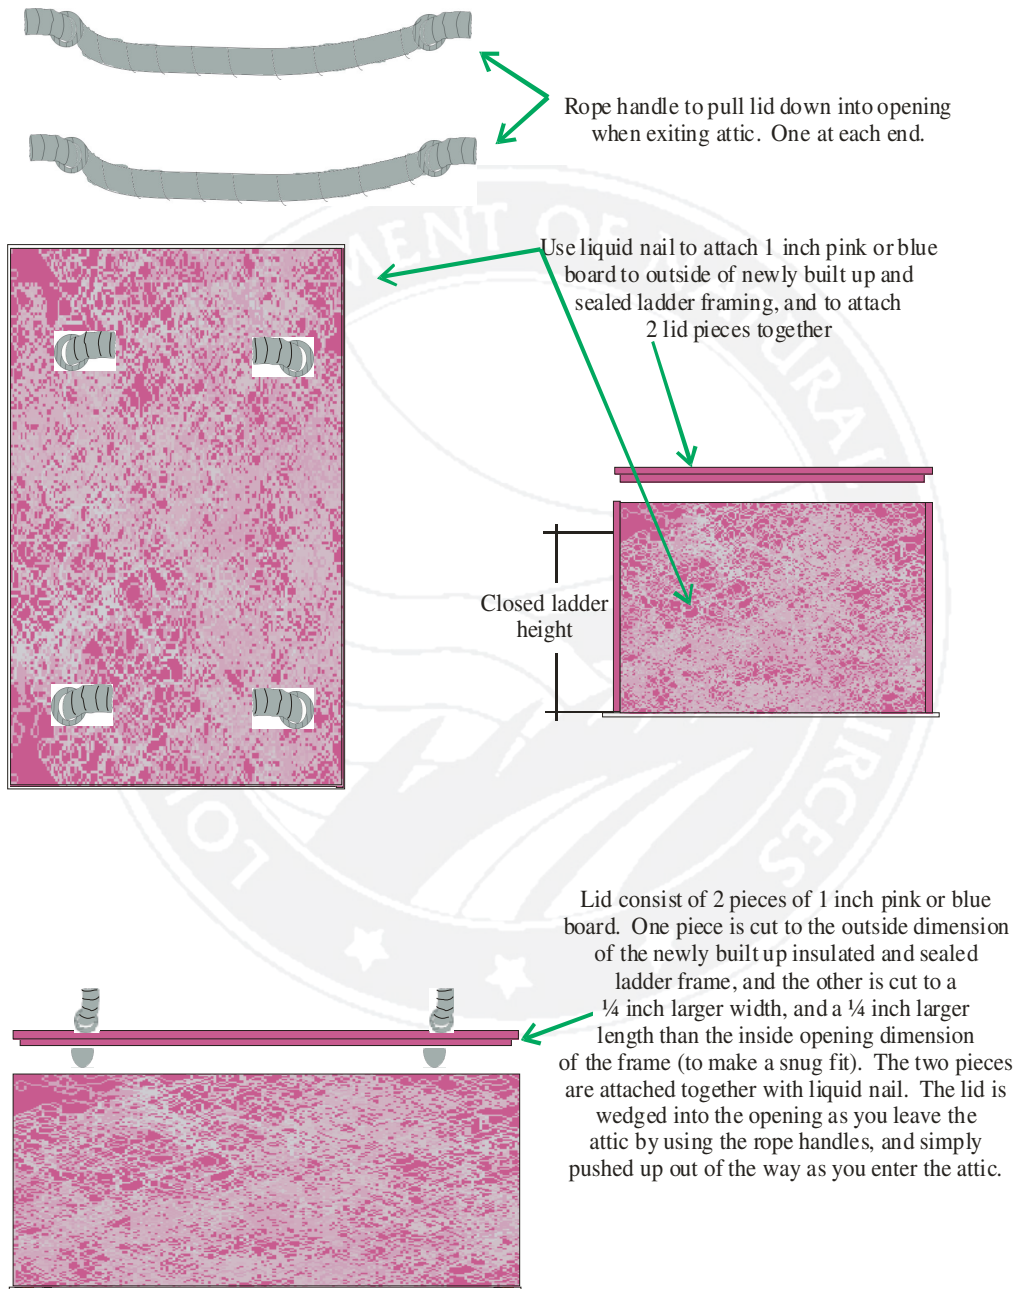 Rope handle to pull lid down into opening
when exiting attic. One at each end.
Use liquid nail to attach 1 inch pink or blue
board to outside of newly built up and
sealed ladder framing, and to attach
2 lid pieces together
Closed ladder
height
Lid consist of 2 pieces of 1 inch pink or blue
board. One piece is cut to the outside dimension
of the newly built up insulated and sealed
ladder frame, and the other is cut to a
¼ inch larger width, and a ¼ inch larger
length than the inside opening dimension
of the frame (to make a snug fit). The two pieces
are attached together with liquid nail. The lid is
wedged into the opening as you leave the
attic by using the rope handles, and simply
pushed up out of the way as you enter the attic.